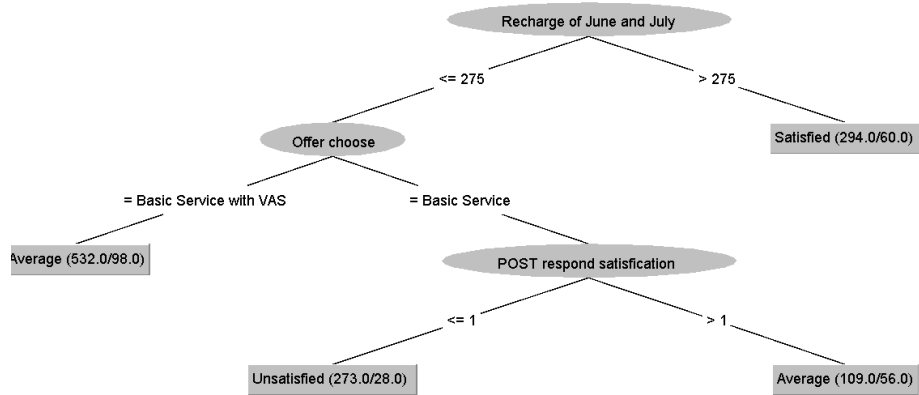 Recharge of June and July
<= 275
> 275
Offer choose
Satisfied (294.0/60.0)
= Basic Service with VAS
= Basic Service
Average (532.0/98.0)
POST respond satisfication
<= 1
> 1
Unsatisfied (273.0/28.0)
Average (109.0/56.0)